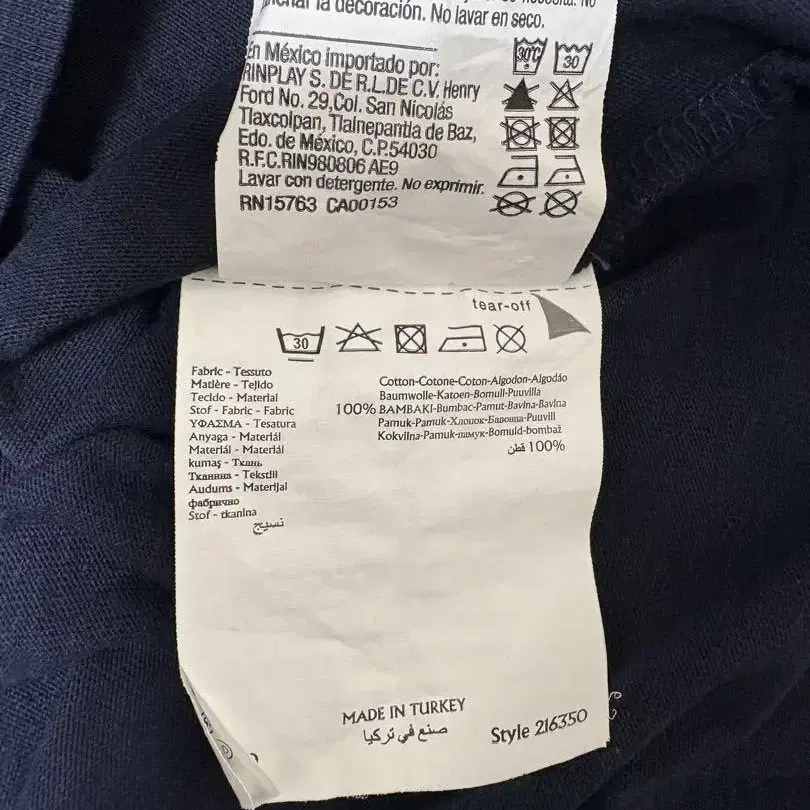 la decoración. No lavar en seco.
En México importado por:
RINPLAY S. DE R.L.DE C.V. Henry
Ford No. 29,Col. San Nicolás
Tlaxcolpan, Tlalnepantla de Baz,
Edo. de México, C.P.54030
R.F.C.RIN980806 AE9
Lavar con detergente. No exprimir.
RN15763 CA00153
30°C 30
tear-off
30
Fabric - Tessuto
Matière - Tejido
Tecido - Material
Stof - Fabric - Fabric
ΥΦΑΣΜΑ - Tesatura
Anyaga - Materiál
Materiál - Materiál
kumaş - Ткань
Тканина - Tekstiil
Audums - Materijal
фабрично
Stof - tkanina
نسيج
Cotton-Cotone-Coton-Algodon-Algodão
Baumwolle-Katoen-Bomull-Puuvilla
100% BAMBAKI-Bumbac-Pamut-Bavlna-Bavlna
Pamuk-Pamuk-Хлопок-Бавовна-Puuvill
Kokvilna-Pamuk-памук-Bomuld-bombaž
100% قطن
MADE IN TURKEY
صنع في تركيا
Style 216350